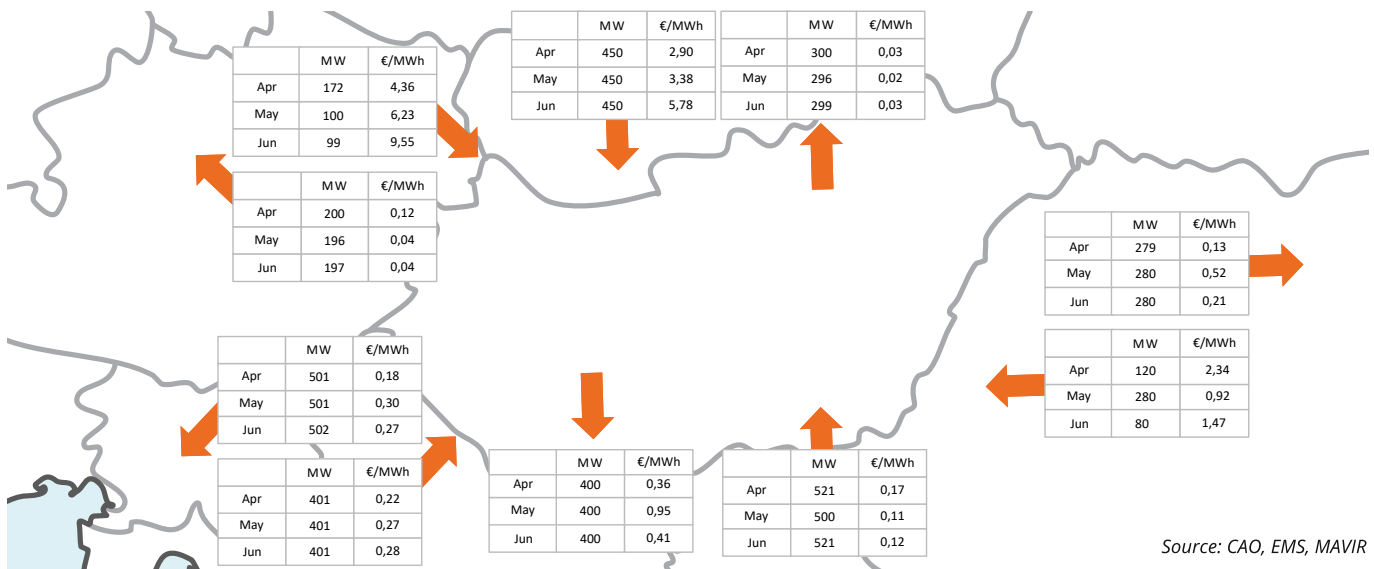 MW €/MWh
Apr 172 4,36
May 100 6,23
Jun 99 9,55
MW €/MWh
Apr 200 0,12
May 196 0,04
Jun 197 0,04
MW €/MWh
Apr 450 2,90
May 450 3,38
Jun 450 5,78
MW €/MWh
Apr 300 0,03
May 296 0,02
Jun 299 0,03
MW €/MWh
Apr 279 0,13
May 280 0,52
Jun 280 0,21
MW €/MWh
Apr 120 2,34
May 280 0,92
Jun 80 1,47
MW €/MWh
Apr 501 0,18
May 501 0,30
Jun 502 0,27
MW €/MWh
Apr 401 0,22
May 401 0,27
Jun 401 0,28
MW €/MWh
Apr 400 0,36
May 400 0,95
Jun 400 0,41
MW €/MWh
Apr 521 0,17
May 500 0,11
Jun 521 0,12
Source: CAO, EMS, MAVIR